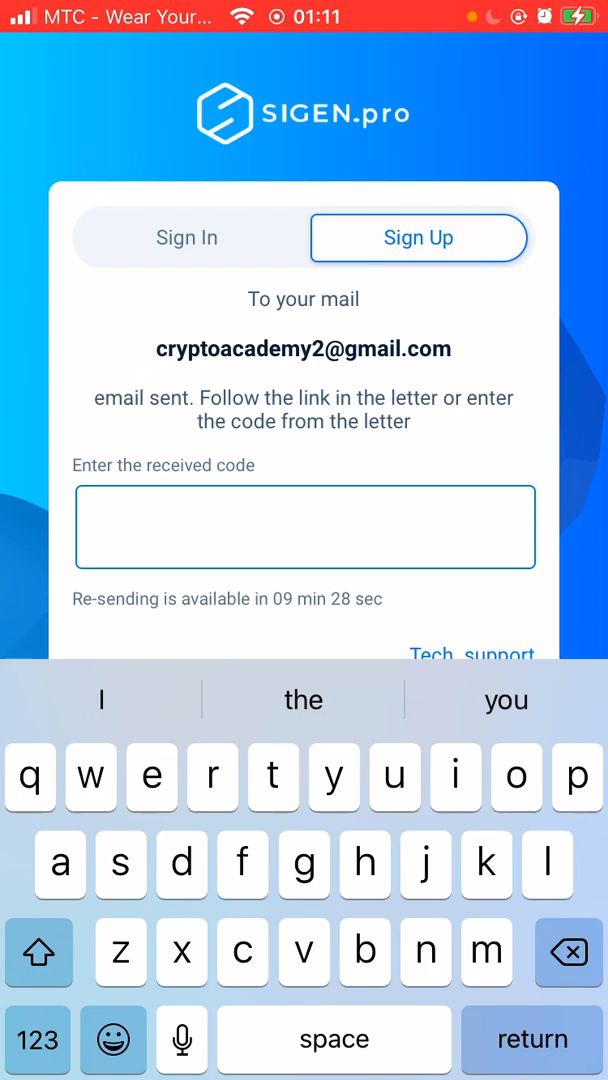 MTC - Wear Your... 01:11
SIGEN.pro
Sign In Sign Up
To your mail
cryptoacademy2@gmail.com
email sent. Follow the link in the letter or enter
the code from the letter
Enter the received code
Re-sending is available in 09 min 28 sec
Tech. support
I the you
q w e r t y u i o p
a s d f g h j k l
z x c v b n m
123 space return